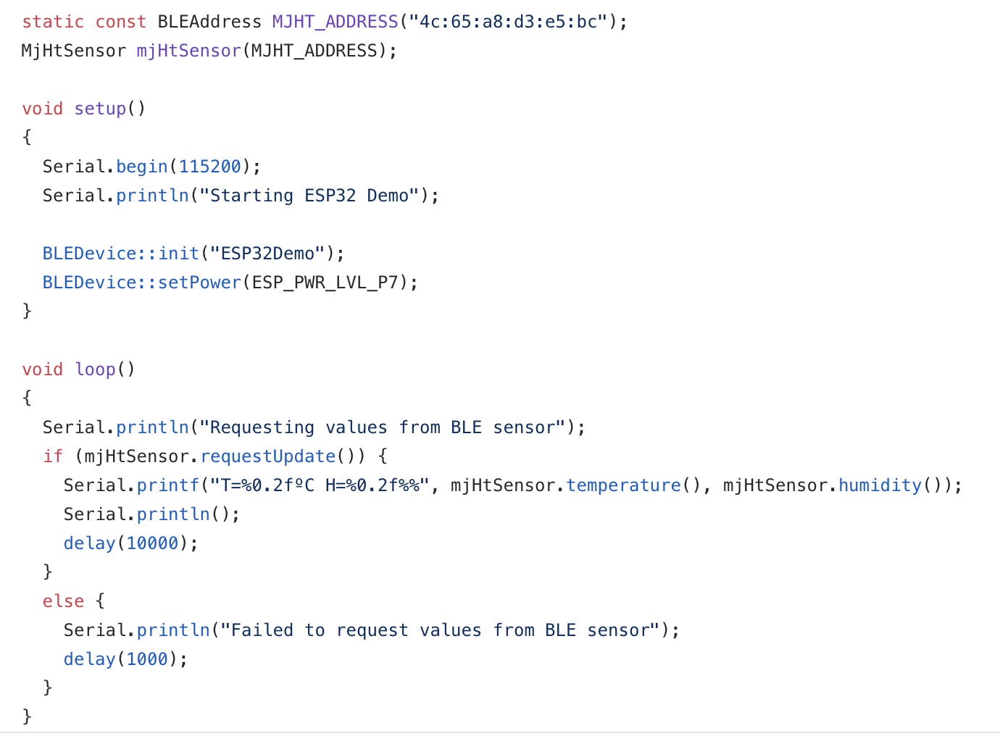 static const BLEAddress MJHT_ADDRESS("4c:65:a8:d3:e5:bc");
MjHtSensor mjHtSensor(MJHT_ADDRESS);

void setup()
{
  Serial.begin(115200);
  Serial.println("Starting ESP32 Demo");

  BLEDevice::init("ESP32Demo");
  BLEDevice::setPower(ESP_PWR_LVL_P7);
}

void loop()
{
  Serial.println("Requesting values from BLE sensor");
  if (mjHtSensor.requestUpdate()) {
    Serial.printf("T=%0.2fºC H=%0.2f%%", mjHtSensor.temperature(), mjHtSensor.humidity());
    Serial.println();
    delay(10000);
  }
  else {
    Serial.println("Failed to request values from BLE sensor");
    delay(1000);
  }
}